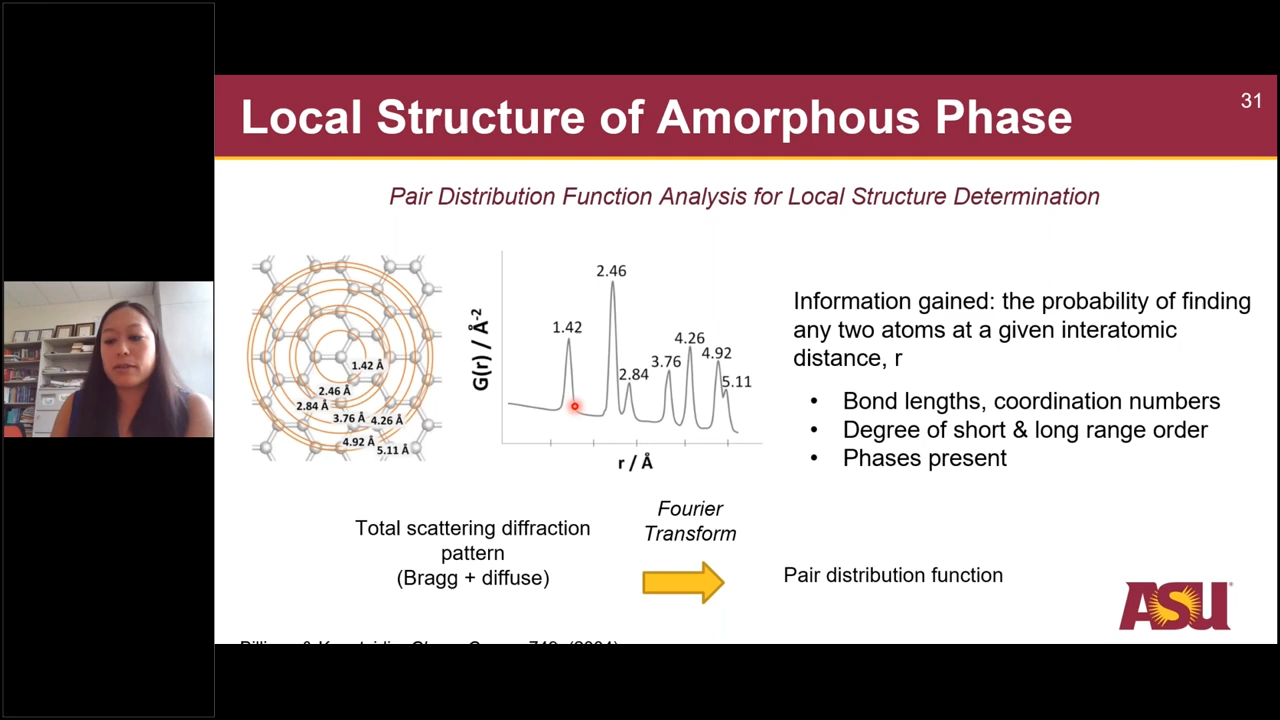 Local Structure of Amorphous Phase
31
Pair Distribution Function Analysis for Local Structure Determination
1.42 Å
2.46 Å
2.84 Å
3.76 Å
4.26 Å
4.92 Å
5.11 Å
G(r) / Å-2
1.42
2.46
2.84
3.76
4.26
4.92
5.11
r / Å
Information gained: the probability of finding
any two atoms at a given interatomic
distance, r
• Bond lengths, coordination numbers
• Degree of short & long range order
• Phases present
Total scattering diffraction
pattern
(Bragg + diffuse)
Fourier
Transform
Pair distribution function
ASU